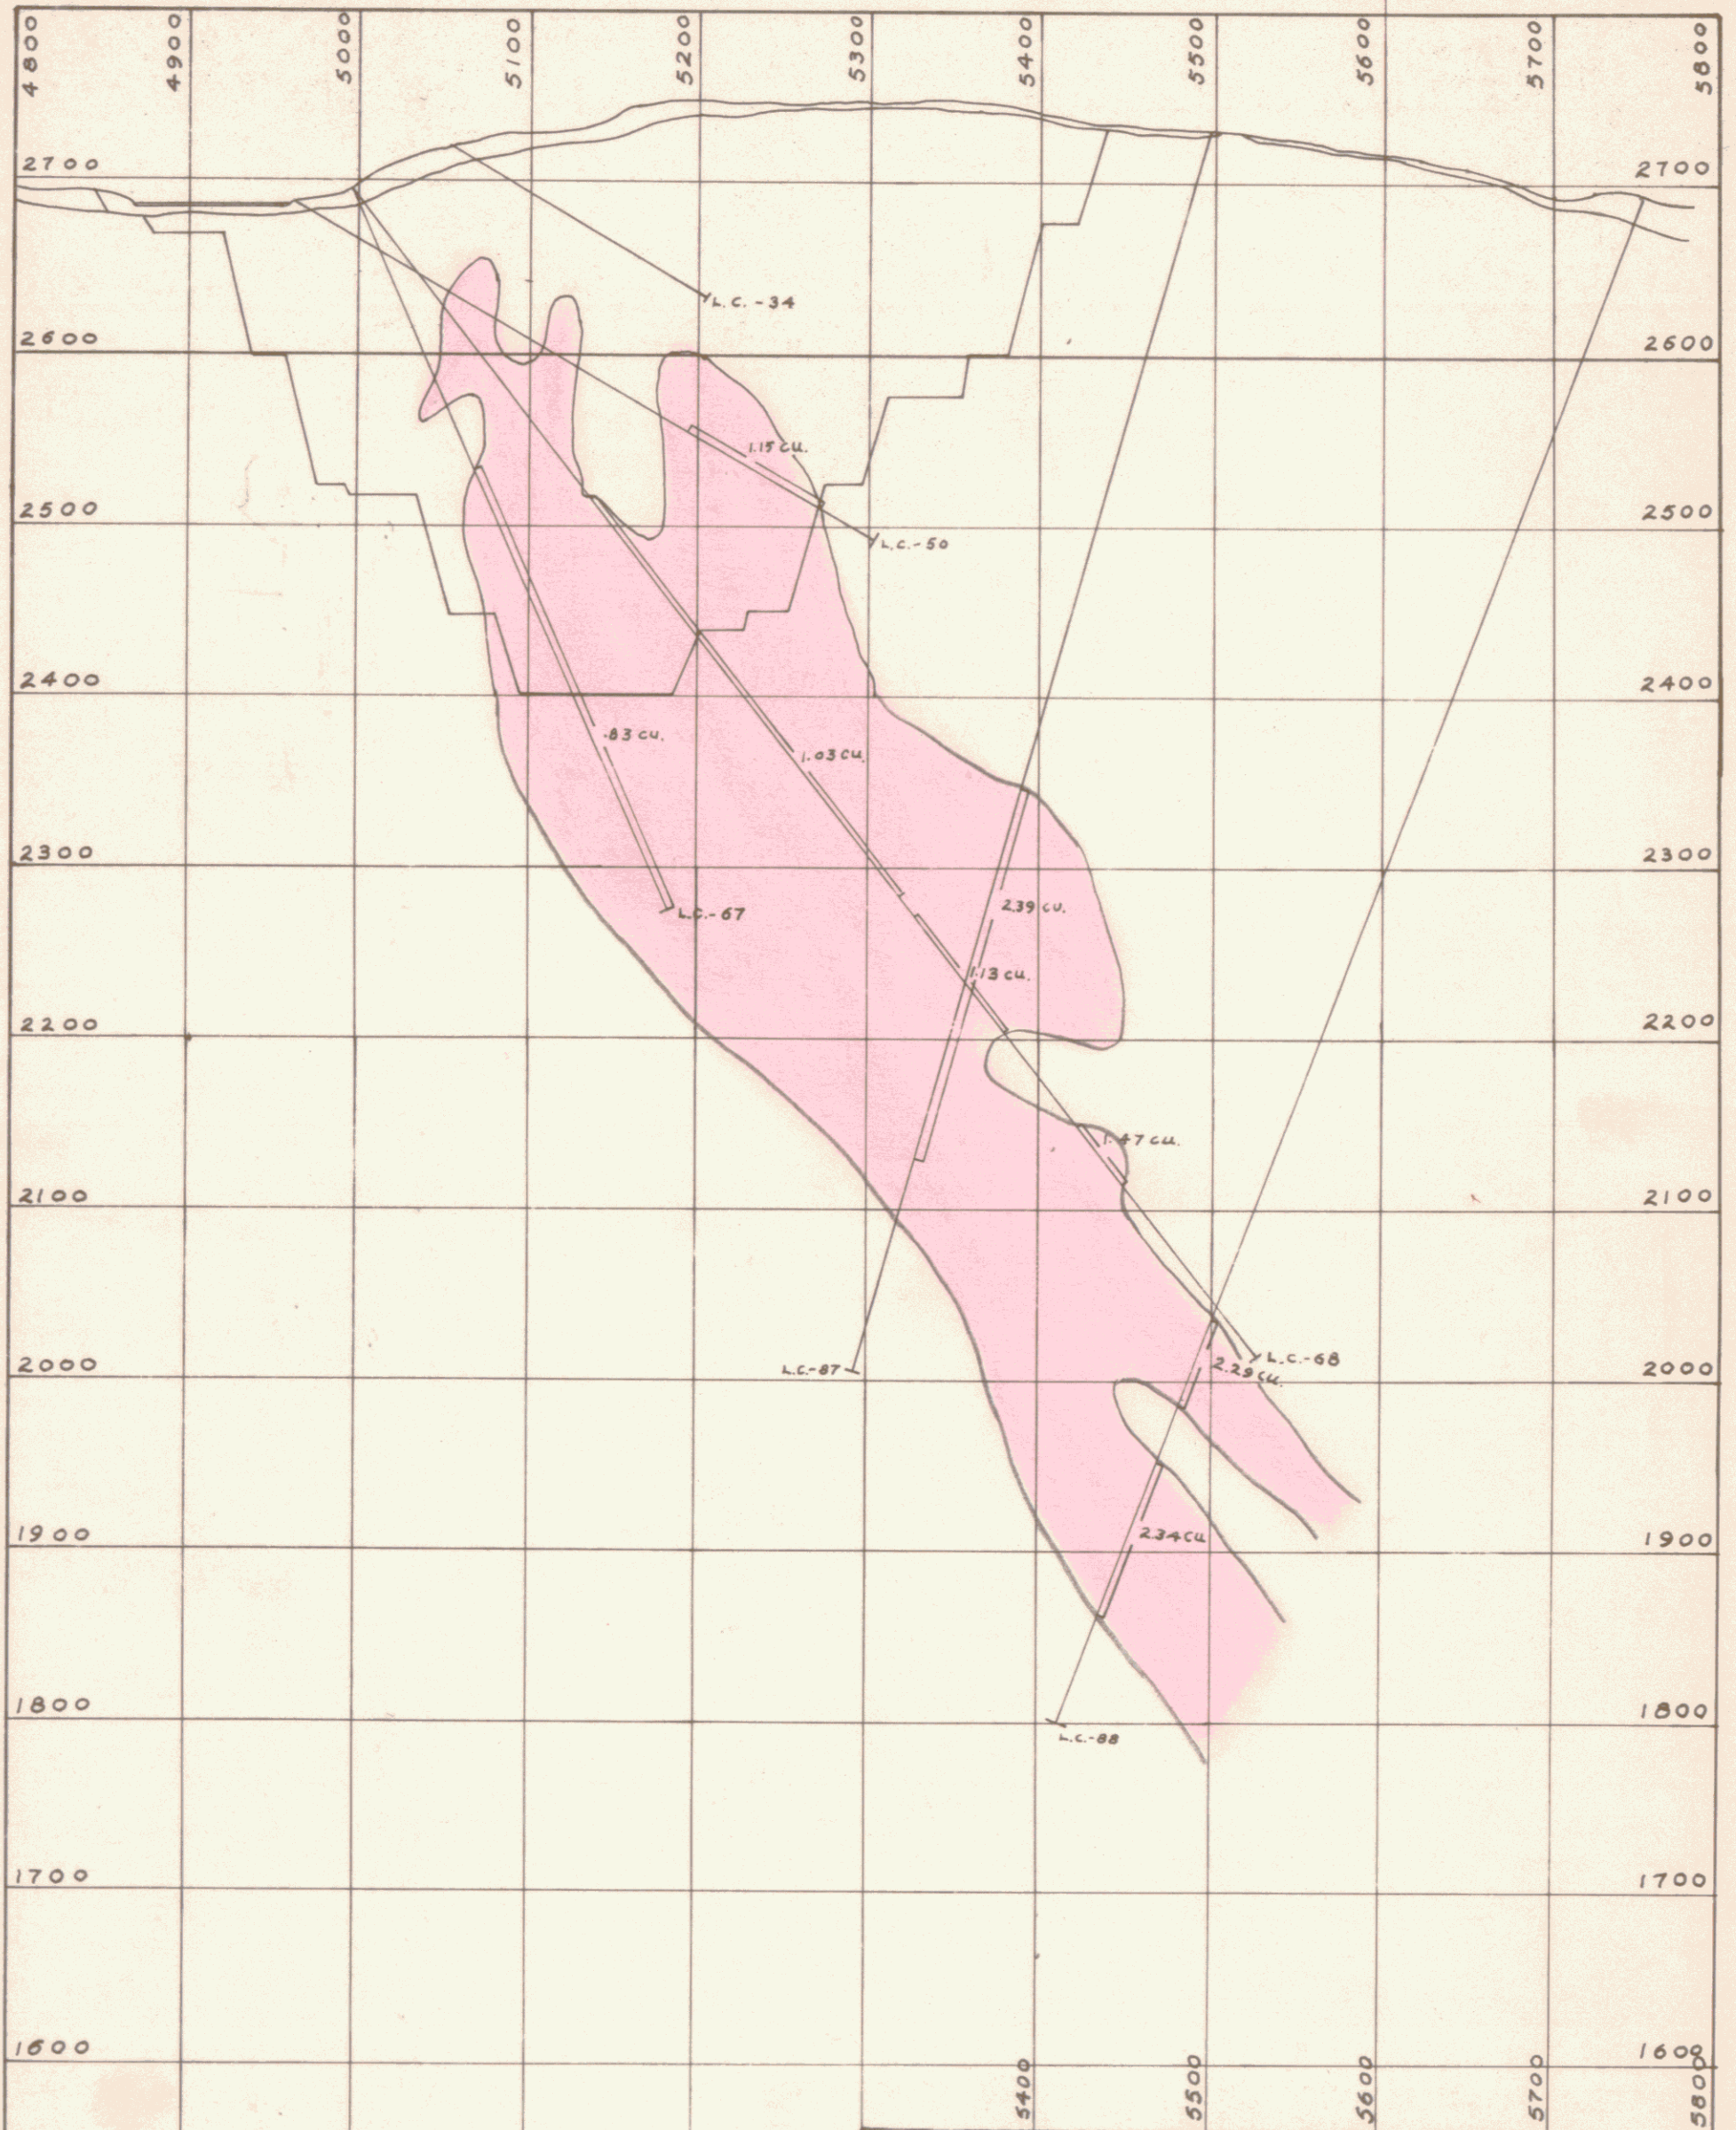 4800 4900 5000 5100 5200 5300 5400 5500 5600 5700 5800
2700 2700
L.C.-34
2600 2600
1.15 CU.
2500 2500
L.C.-50
2400 2400
.83 CU.
1.03 CU.
2300 2300
2.39 CU.
L.C.-67
1.13 CU.
2200 2200
1.47 CU.
2100 2100
L.C.-68
2000 2000
L.C.-87
2.29 CU.
1900 1900
2.34 CU
1800 1800
L.C.-88
1700 1700
1600 1600
5400 5500 5600 5700 5800